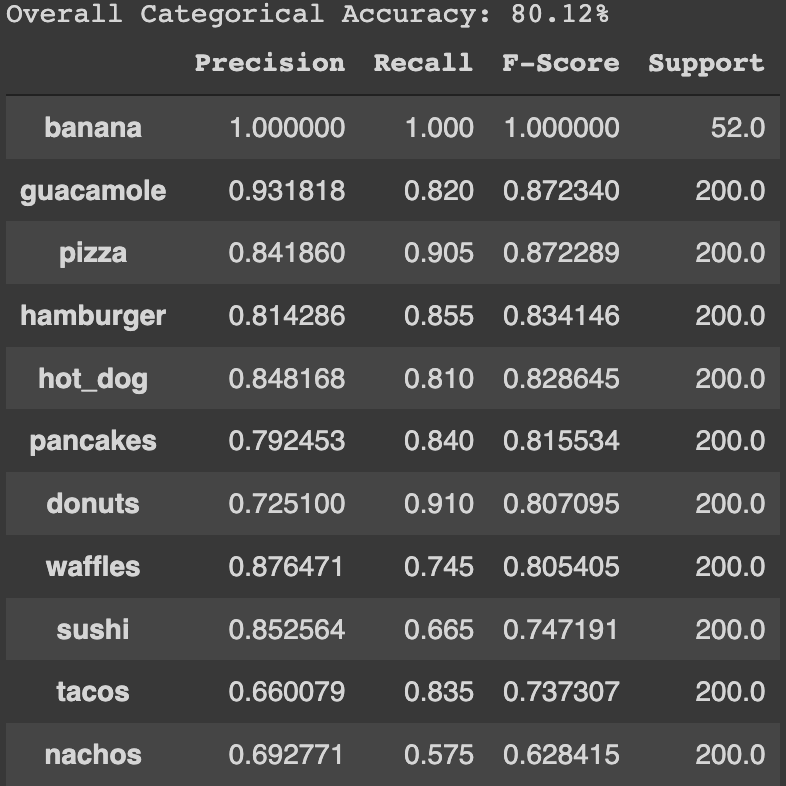 Overall Categorical Accuracy: 80.12%
Precision Recall F-Score Support
banana 1.000000 1.000 1.000000 52.0
guacamole 0.931818 0.820 0.872340 200.0
pizza 0.841860 0.905 0.872289 200.0
hamburger 0.814286 0.855 0.834146 200.0
hot_dog 0.848168 0.810 0.828645 200.0
pancakes 0.792453 0.840 0.815534 200.0
donuts 0.725100 0.910 0.807095 200.0
waffles 0.876471 0.745 0.805405 200.0
sushi 0.852564 0.665 0.747191 200.0
tacos 0.660079 0.835 0.737307 200.0
nachos 0.692771 0.575 0.628415 200.0